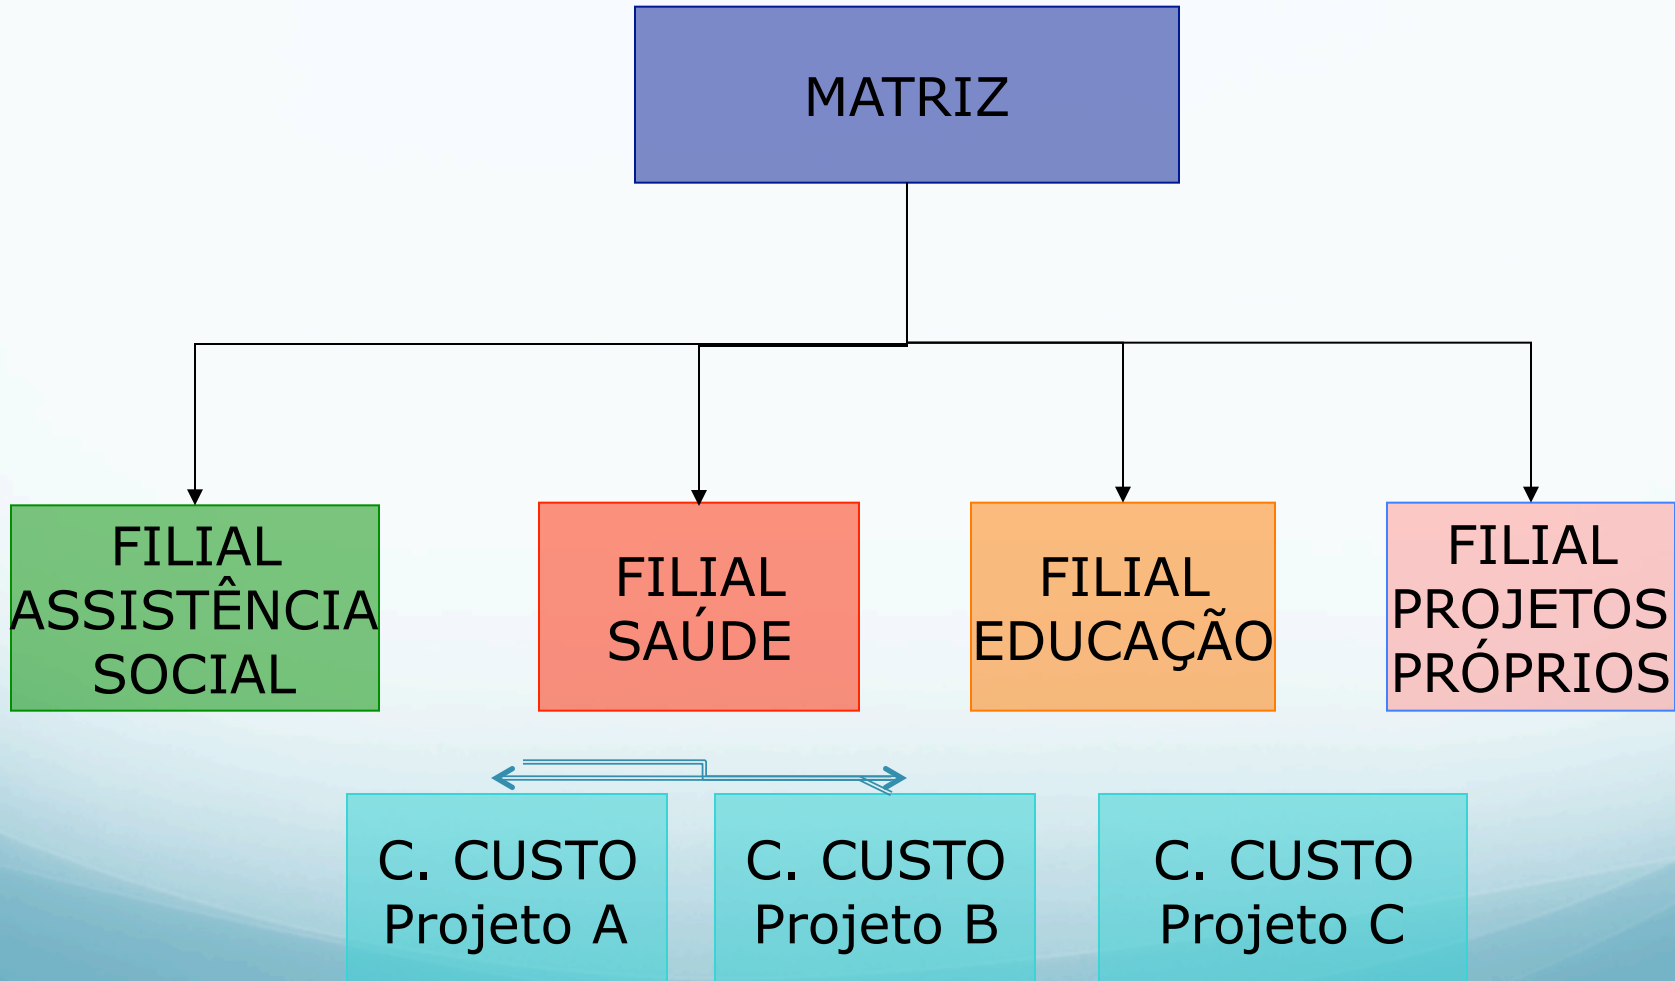 MATRIZ
FILIAL
ASSISTÊNCIA
SOCIAL
FILIAL
SAÚDE
FILIAL
EDUCAÇÃO
FILIAL
PROJETOS
PRÓPRIOS
C. CUSTO
Projeto A
C. CUSTO
Projeto B
C. CUSTO
Projeto C